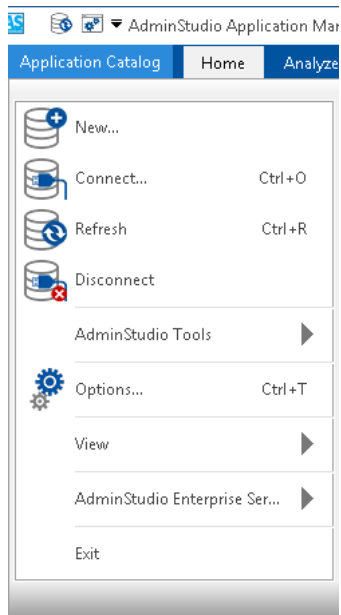 AS AdminStudio Application Mar
Application Catalog Home Analyze
New...
Connect... Ctrl+O
Refresh Ctrl+R
Disconnect
AdminStudio Tools
Options... Ctrl+T
View
AdminStudio Enterprise Ser...
Exit